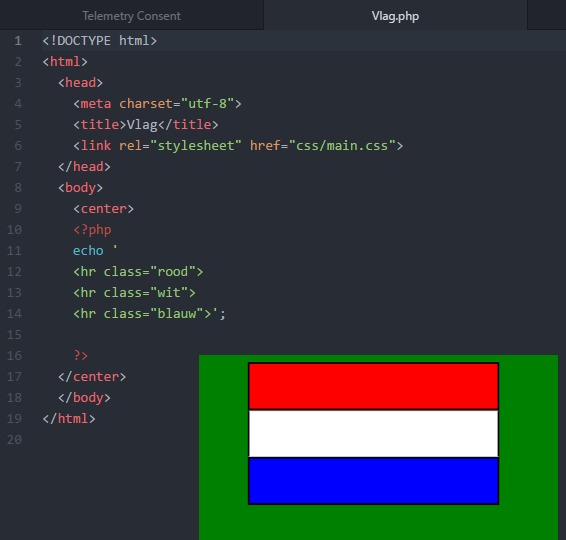 Telemetry Consent
Vlag.php
1 <!DOCTYPE html>
2 <html>
3 <head>
4 <meta charset="utf-8">
5 <title>Vlag</title>
6 <link rel="stylesheet" href="css/main.css">
7 </head>
8 <body>
9 <center>
10 <?php
11 echo '
12 <hr class="rood">
13 <hr class="wit">
14 <hr class="blauw">';
15
16 ?>
17 </center>
18 </body>
19 </html>
20